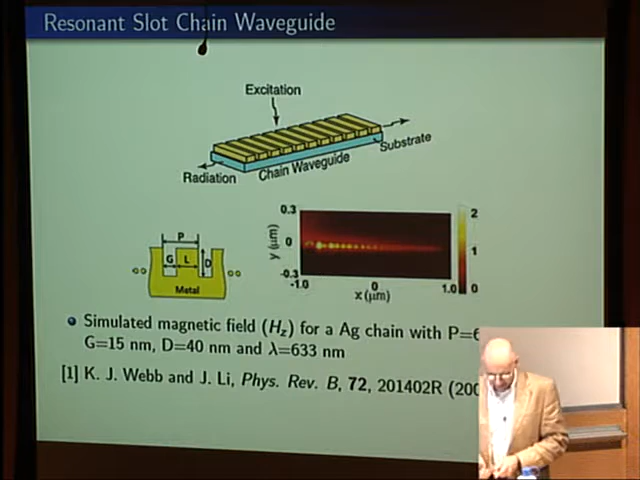 Resonant Slot Chain Waveguide
Excitation
Substrate
Chain Waveguide
Radiation
P
G L D
Metal
0.3
0
-0.3
y (μm)
-1.0 0 1.0
x (μm)
2
1
0
Simulated magnetic field (Hz) for a Ag chain with P=
G=15 nm, D=40 nm and λ=633 nm
[1] K. J. Webb and J. Li, Phys. Rev. B, 72, 201402R (200